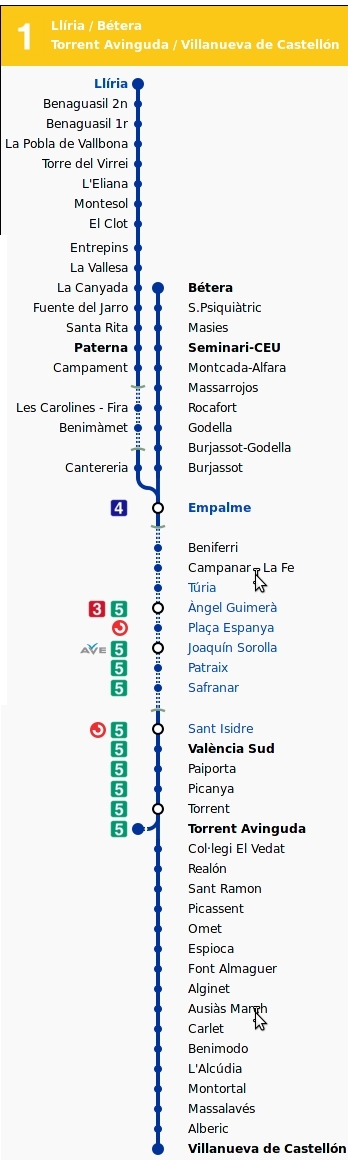 1
Llíria / Bétera
Torrent Avinguda / Villanueva de Castellón
Llíria
Benaguasil 2n
Benaguasil 1r
La Pobla de Vallbona
Torre del Virrei
L'Eliana
Montesol
El Clot
Entrepins
La Vallesa
La Canyada
Fuente del Jarro
Santa Rita
Paterna
Campament
Les Carolines - Fira
Benimàmet
Cantereria
Bétera
S.Psiquiàtric
Masies
Seminari-CEU
Montcada-Alfara
Massarrojos
Rocafort
Godella
Burjassot-Godella
Burjassot
4 Empalme
Beniferri
Campanar - La Fe
Túria
3 5 Àngel Guimerà
Plaça Espanya
AVE 5 Joaquín Sorolla
5 Patraix
5 Safranar
5 Sant Isidre
5 València Sud
5 Paiporta
5 Picanya
5 Torrent
5 Torrent Avinguda
Col·legi El Vedat
Realón
Sant Ramon
Picassent
Omet
Espioca
Font Almaguer
Alginet
Ausiàs March
Carlet
Benimodo
L'Alcúdia
Montortal
Massalavés
Alberic
Villanueva de Castellón